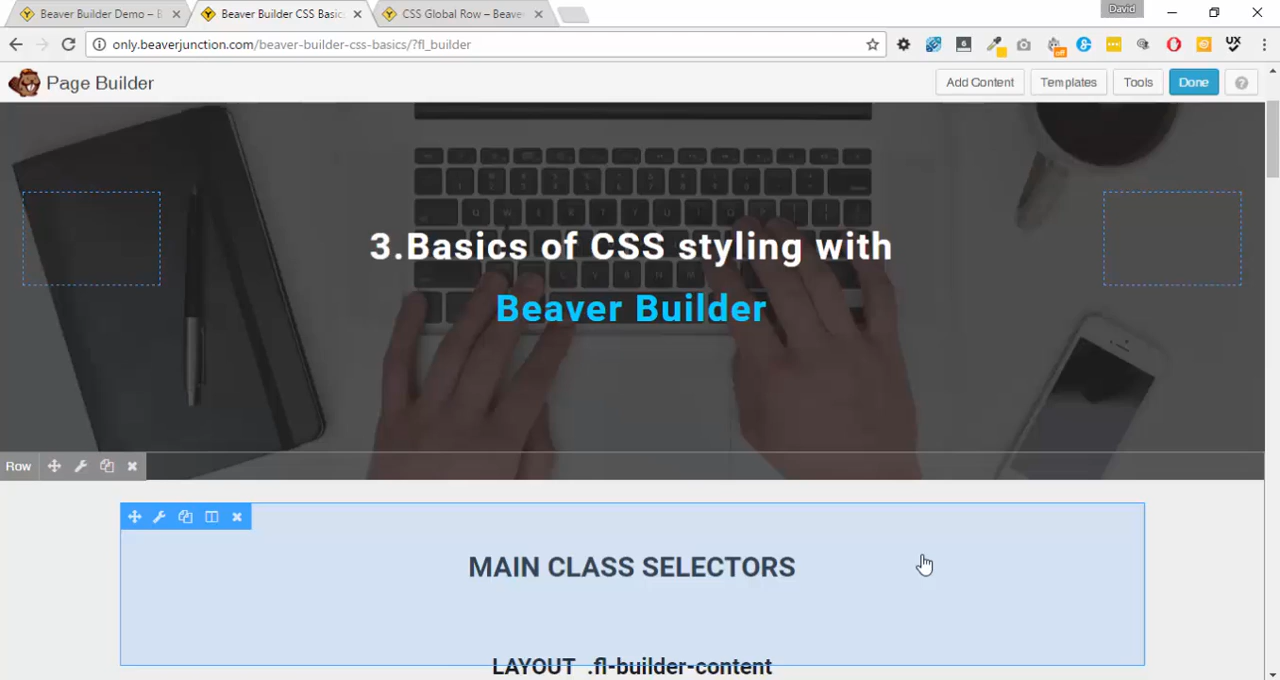 David
Beaver Builder Demo – B
Beaver Builder CSS Basic
CSS Global Row – Beave
only.beaverjunction.com/beaver-builder-css-basics/?fl_builder
off
UX
Page Builder
Add Content
Templates
Tools
Done
?
3.Basics of CSS styling with
Beaver Builder
Row
MAIN CLASS SELECTORS
LAYOUT .fl-builder-content